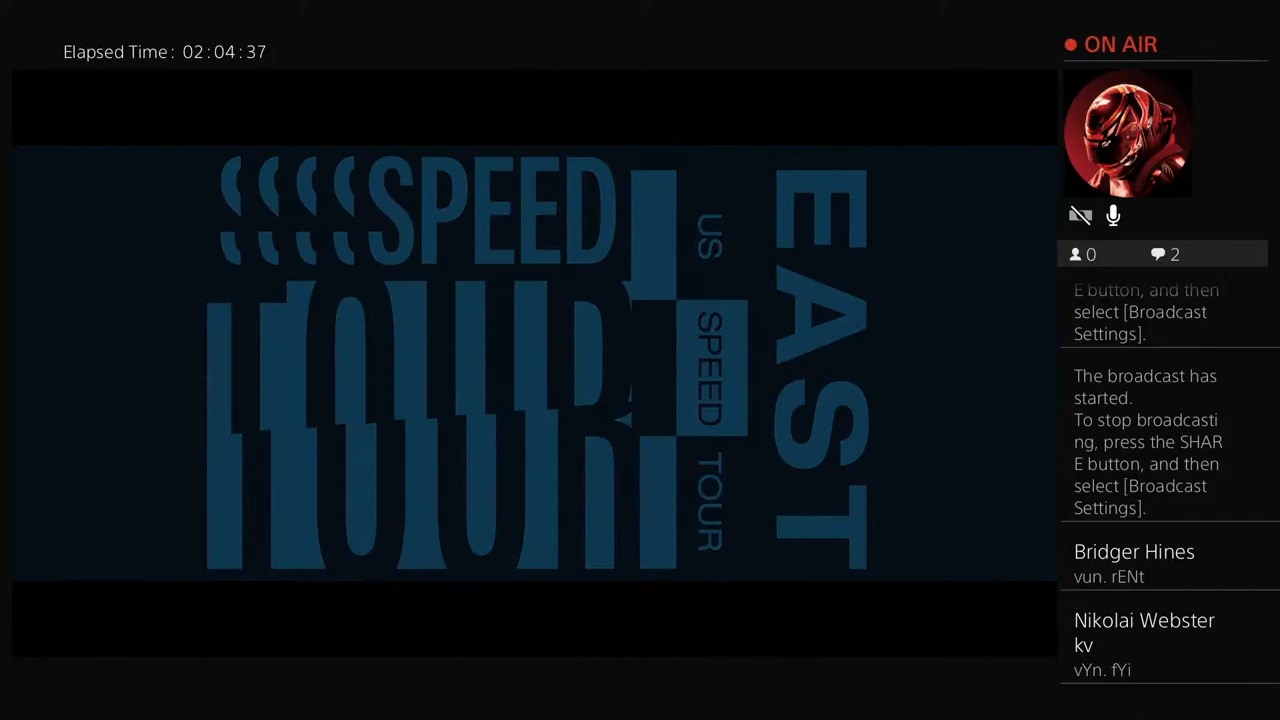 Elapsed Time: 02:04:37
ON AIR
SPEED
TOUR
US SPEED TOUR
EAST
0
2
E button, and then
select [Broadcast
Settings].
The broadcast has
started.
To stop broadcasti
ng, press the SHAR
E button, and then
select [Broadcast
Settings].
Bridger Hines
vun. rENt
Nikolai Webster
kv
vYn. fYi